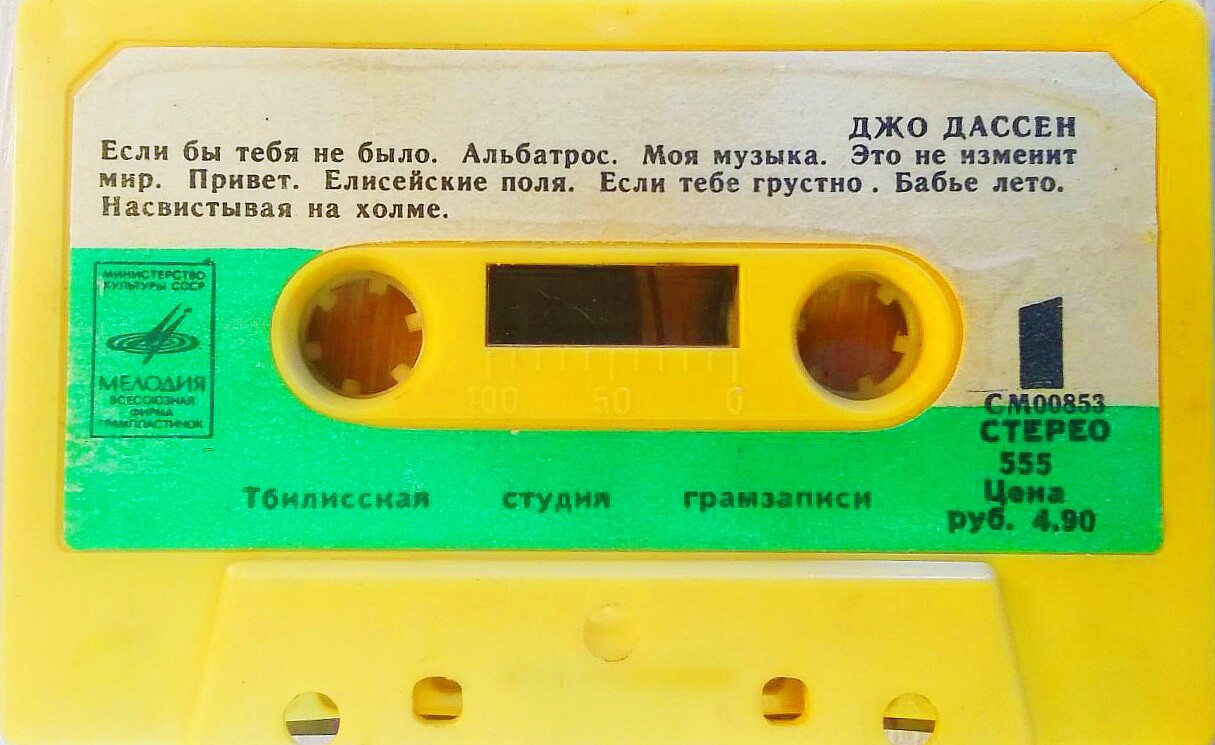 ДЖО ДАССЕН
Если бы тебя не было. Альбатрос. Моя музыка. Это не изменит
мир. Привет. Елисейские поля. Если тебе грустно. Бабье лето.
Насвистывая на холме.
МИНИСТЕРСТВО
КУЛЬТУРЫ СССР
МЕЛОДИЯ
ВСЕСОЮЗНАЯ
ФИРМА
ГРАМПЛАСТИНОК
100 50 0
1
СМ00853
СТЕРЕО
555
Цена
руб. 4.90
Тбилисская студия грамзаписи